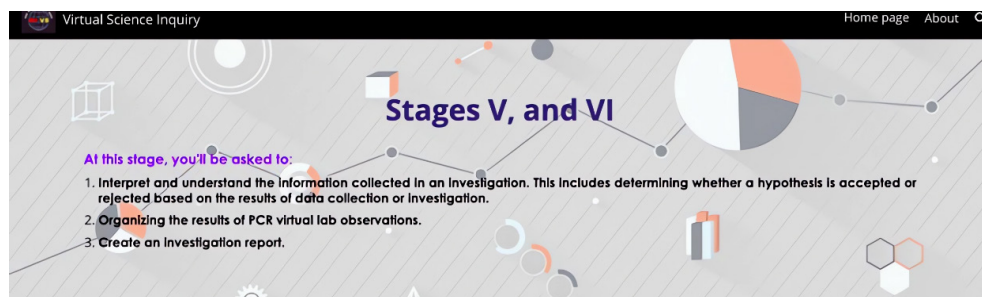 Virtual Science Inquiry
Home page About
Stages V, and VI
At this stage, you'll be asked to:
1. Interpret and understand the information collected in an investigation. This includes determining whether a hypothesis is accepted or
rejected based on the results of data collection or investigation.
2. Organizing the results of PCR virtual lab observations.
3. Create an investigation report.